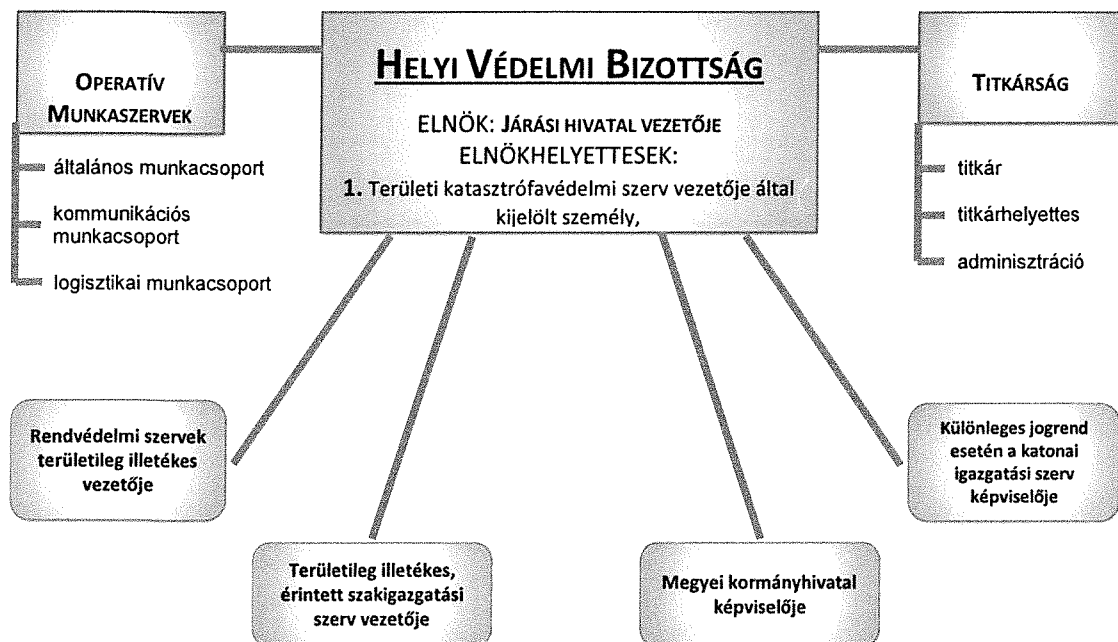 OPERATÍV
MUNKASZERVEK
általános munkacsoport
kommunikációs
munkacsoport
logisztikai munkacsoport
HELYI VÉDELMI BIZOTTSÁG
ELNÖK: JÁRÁSI HIVATAL VEZETŐJE
ELNÖKHELYETTESEK:
1. Területi katasztrófavédelmi szerv vezetője által
kijelölt személy,
TITKÁRSÁG
titkár
titkárhelyettes
adminisztráció
Rendvédelmi szervek
területileg illetékes
vezetője
Területileg illetékes,
érintett szakigazgatási
szerv vezetője
Megyei kormányhivatal
képviselője
Különleges jogrend
esetén a katonai
igazgatási szerv
képviselője